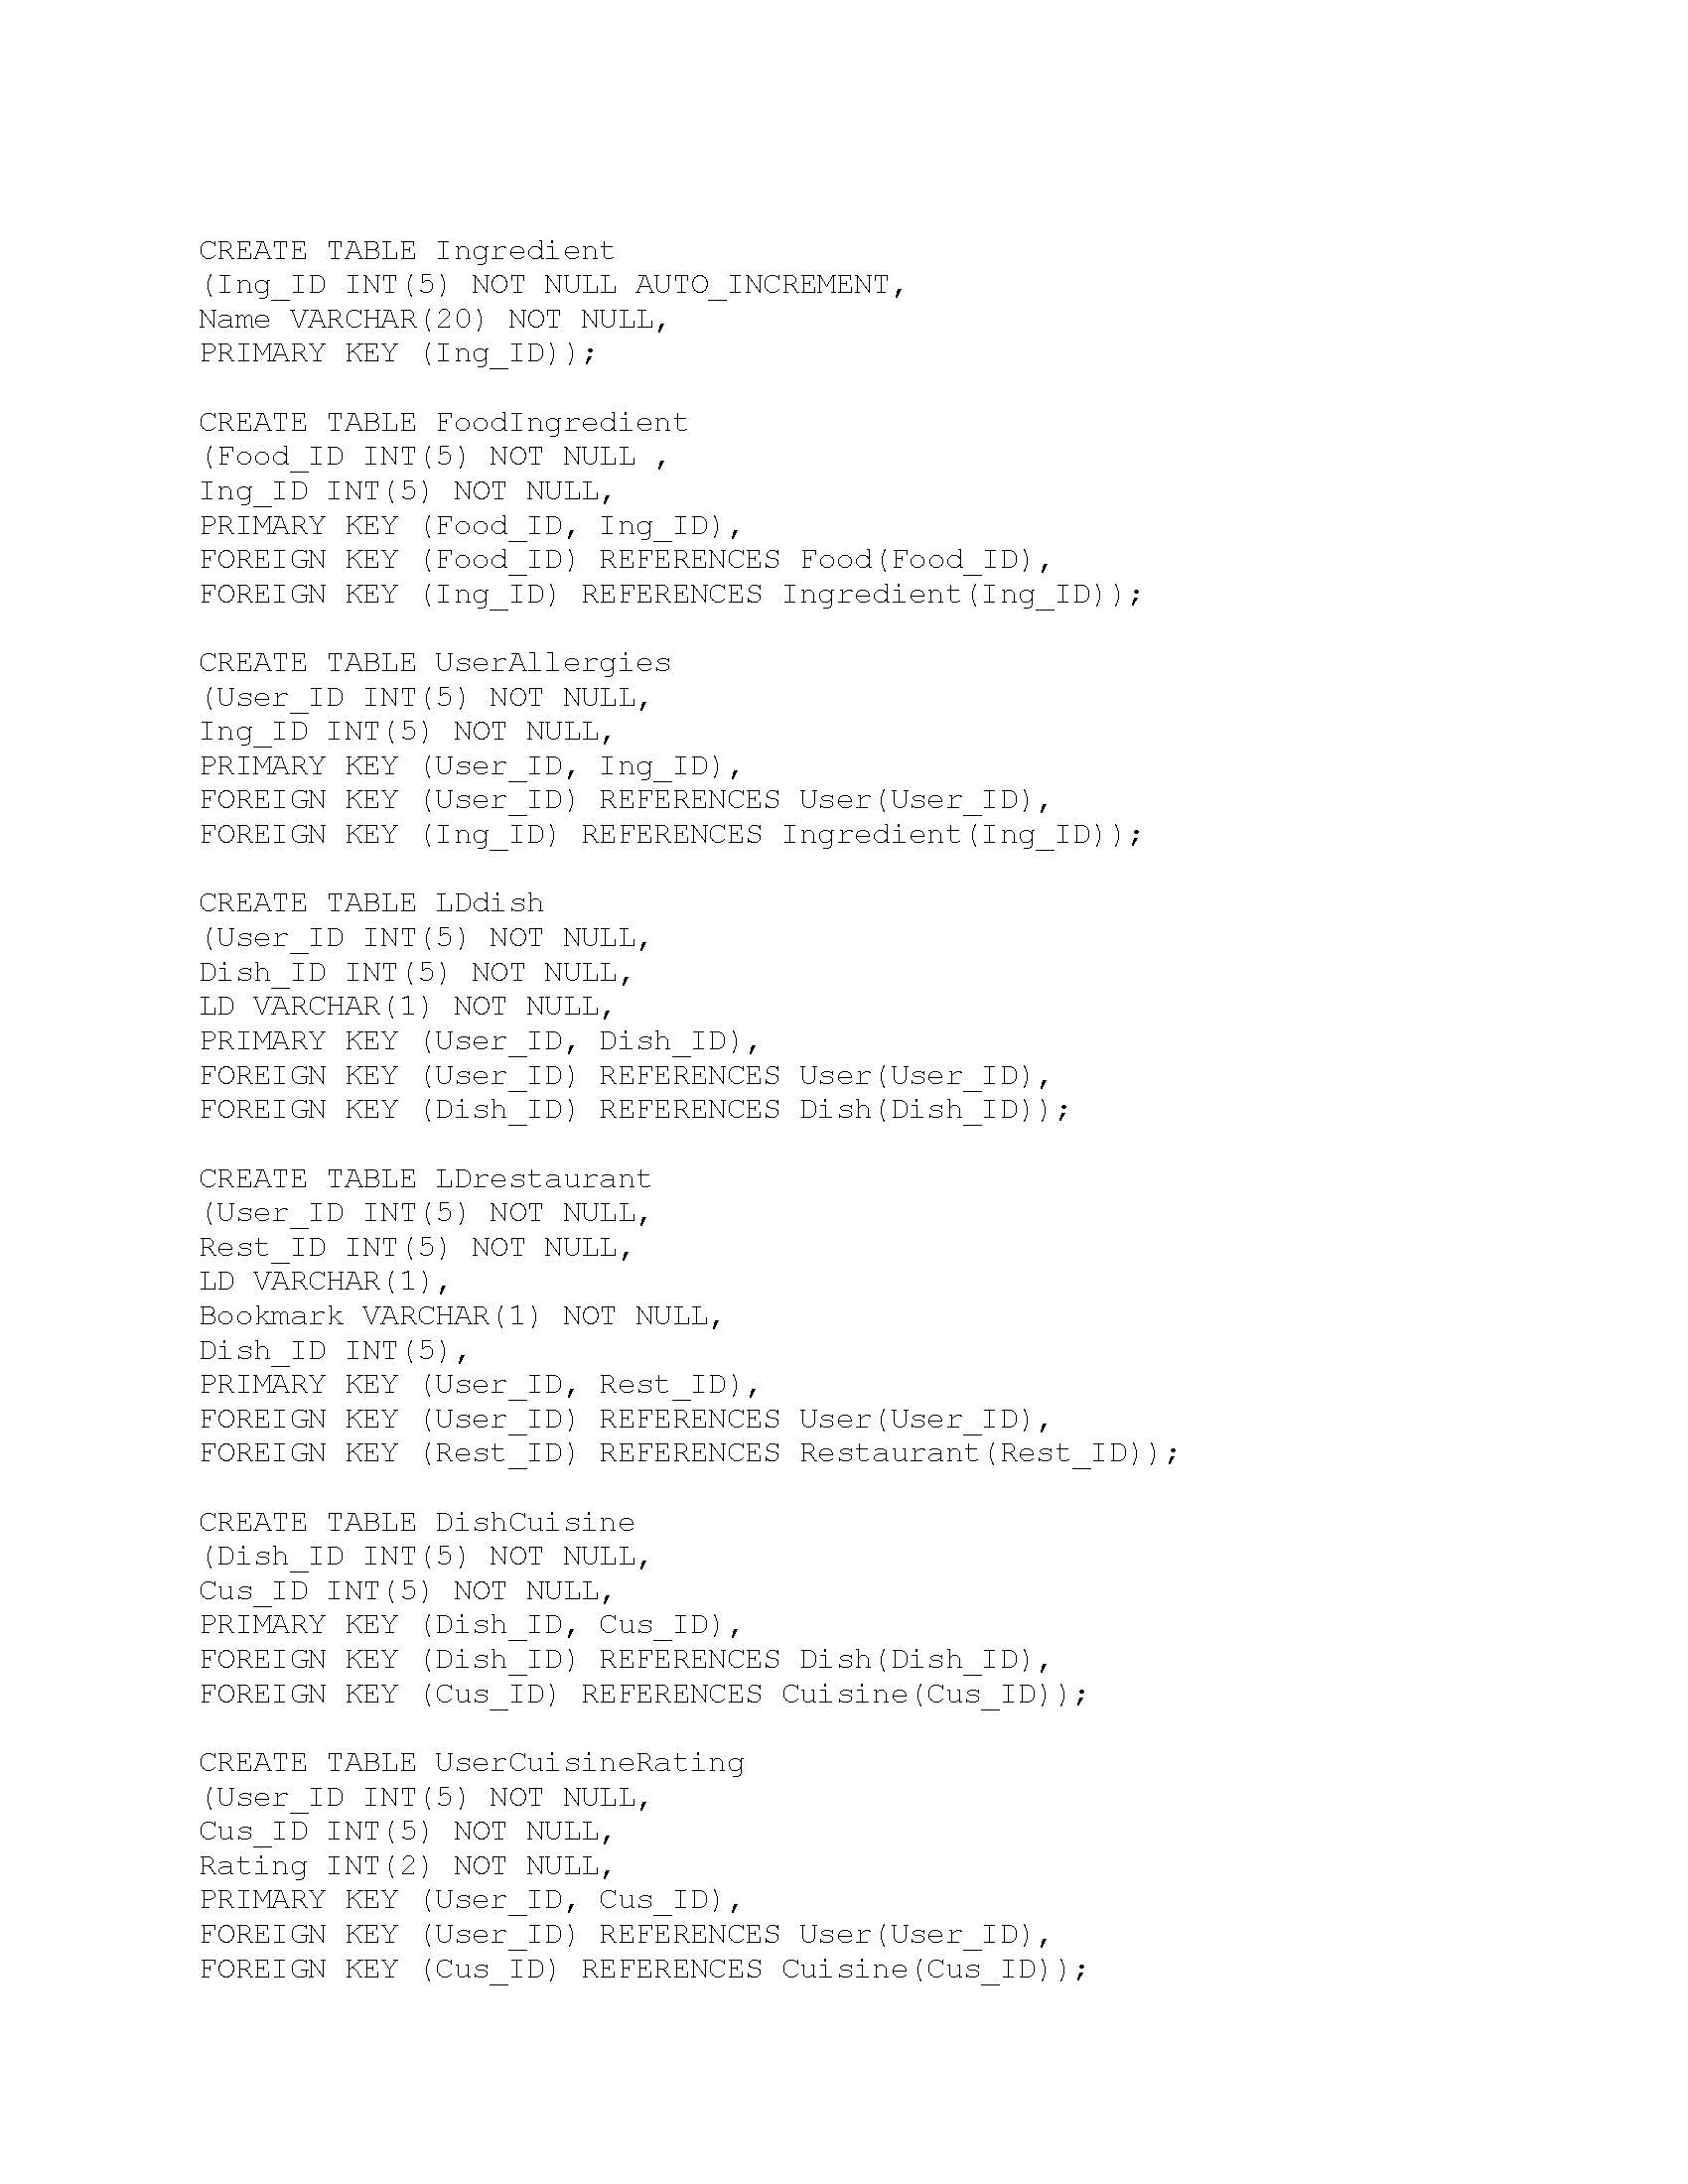 CREATE TABLE Ingredient
(Ing_ID INT(5) NOT NULL AUTO_INCREMENT,
Name VARCHAR(20) NOT NULL,
PRIMARY KEY (Ing_ID));
CREATE TABLE FoodIngredient
(Food_ID INT(5) NOT NULL ,
Ing_ID INT(5) NOT NULL,
PRIMARY KEY (Food_ID, Ing_ID),
FOREIGN KEY (Food_ID) REFERENCES Food(Food_ID),
FOREIGN KEY (Ing_ID) REFERENCES Ingredient(Ing_ID));
CREATE TABLE UserAllergies
(User_ID INT(5) NOT NULL,
Ing_ID INT(5) NOT NULL,
PRIMARY KEY (User_ID, Ing_ID),
FOREIGN KEY (User_ID) REFERENCES User(User_ID),
FOREIGN KEY (Ing_ID) REFERENCES Ingredient(Ing_ID));
CREATE TABLE LDdish
(User_ID INT(5) NOT NULL,
Dish_ID INT(5) NOT NULL,
LD VARCHAR(1) NOT NULL,
PRIMARY KEY (User_ID, Dish_ID),
FOREIGN KEY (User_ID) REFERENCES User(User_ID),
FOREIGN KEY (Dish_ID) REFERENCES Dish(Dish_ID));
CREATE TABLE LDrestaurant
(User_ID INT(5) NOT NULL,
Rest_ID INT(5) NOT NULL,
LD VARCHAR(1),
Bookmark VARCHAR(1) NOT NULL,
Dish_ID INT(5),
PRIMARY KEY (User_ID, Rest_ID),
FOREIGN KEY (User_ID) REFERENCES User(User_ID),
FOREIGN KEY (Rest_ID) REFERENCES Restaurant(Rest_ID));
CREATE TABLE DishCuisine
(Dish_ID INT(5) NOT NULL,
Cus_ID INT(5) NOT NULL,
PRIMARY KEY (Dish_ID, Cus_ID),
FOREIGN KEY (Dish_ID) REFERENCES Dish(Dish_ID),
FOREIGN KEY (Cus_ID) REFERENCES Cuisine(Cus_ID));
CREATE TABLE UserCuisineRating
(User_ID INT(5) NOT NULL,
Cus_ID INT(5) NOT NULL,
Rating INT(2) NOT NULL,
PRIMARY KEY (User_ID, Cus_ID),
FOREIGN KEY (User_ID) REFERENCES User(User_ID),
FOREIGN KEY (Cus_ID) REFERENCES Cuisine(Cus_ID));